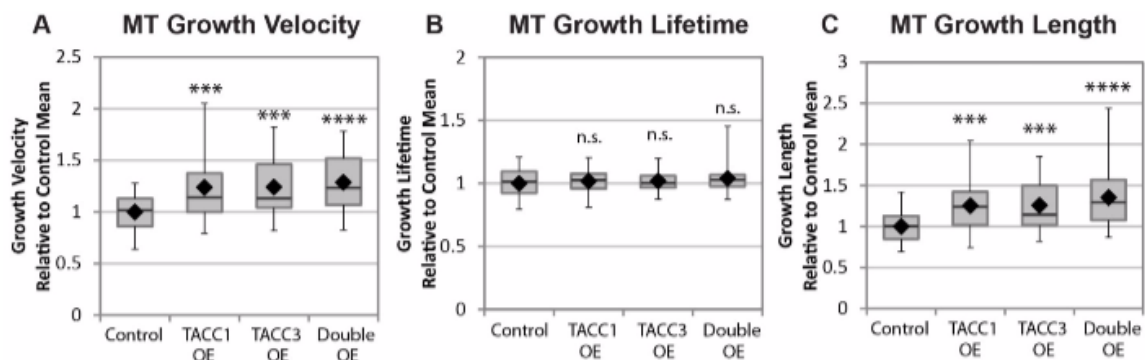 A MT Growth Velocity
Growth Velocity
Relative to Control Mean
2.5
2
1.5
1
0.5
0
***
***
****
Control
TACC1
OE
TACC3
OE
Double
OE
B MT Growth Lifetime
Growth Lifetime
Relative to Control Mean
2
1.5
1
0.5
0
n.s.
n.s.
n.s.
Control
TACC1
OE
TACC3
OE
Double
OE
C MT Growth Length
Growth Length
Relative to Control Mean
3
2.5
2
1.5
1
0.5
0
***
***
****
Control
TACC1
OE
TACC3
OE
Double
OE